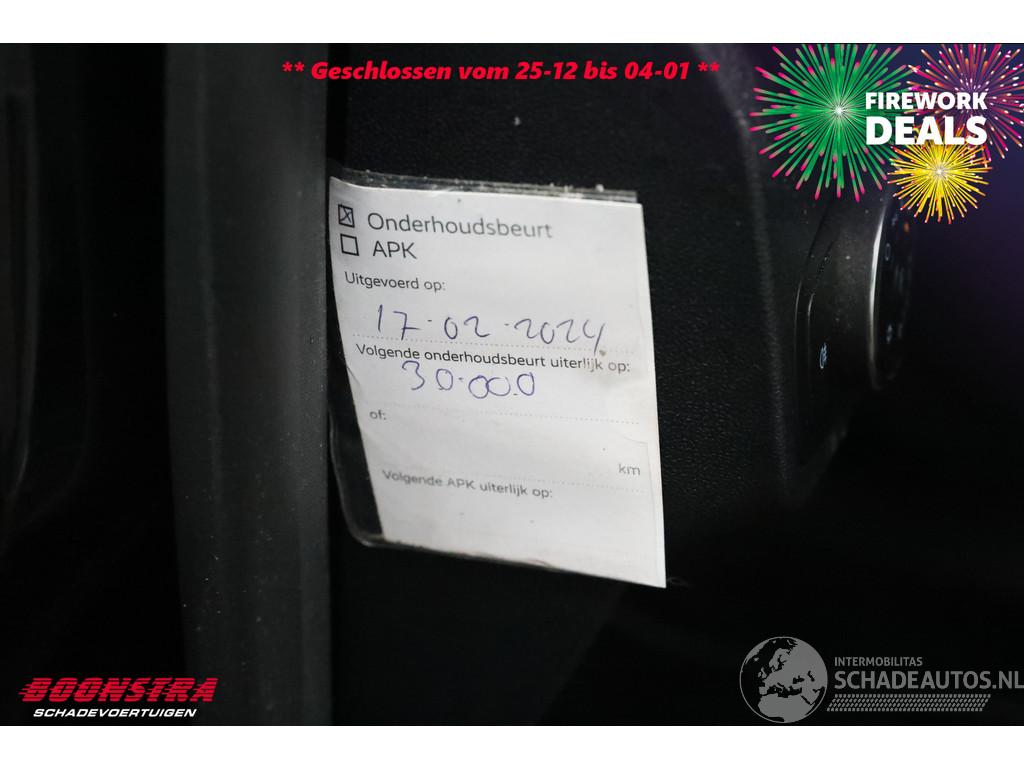 ** Geschlossen vom 25-12 bis 04-01 **
FIREWORK
DEALS
Onderhoudsbeurt
APK
Uitgevoerd op:
17-02-2024
Volgende onderhoudsbeurt uiterlijk op:
30.000
of:
km
Volgende APK uiterlijk op:
BOONSTRA
SCHADEVOERTUIGEN
INTERMOBILITAS
SCHADEAUTOS.NL